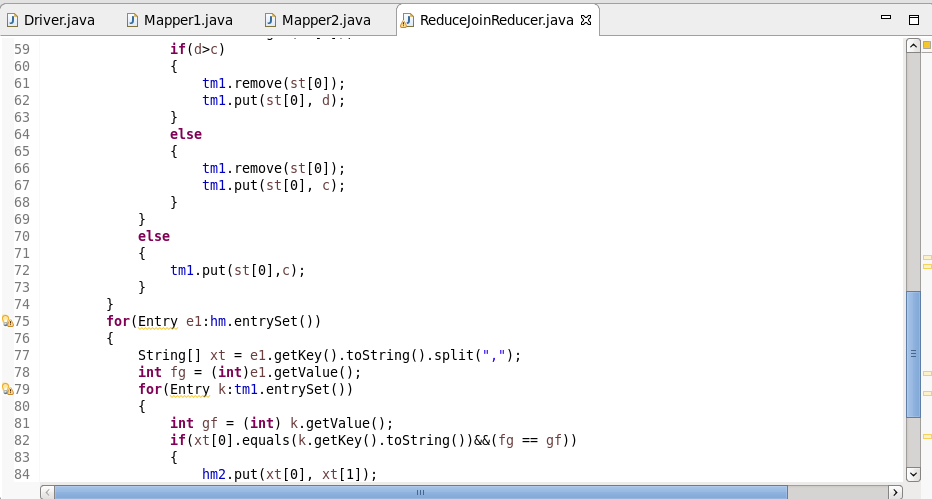 Driver.java Mapper1.java Mapper2.java ReduceJoinReducer.java
59 if(d>c)
60 {
61 tm1.remove(st[0]);
62 tm1.put(st[0], d);
63 }
64 else
65 {
66 tm1.remove(st[0]);
67 tm1.put(st[0], c);
68 }
69 }
70 else
71 {
72 tm1.put(st[0],c);
73 }
74 }
75 for(Entry e1:hm.entrySet())
76 {
77 String[] xt = e1.getKey().toString().split(",");
78 int fg = (int)e1.getValue();
79 for(Entry k:tm1.entrySet())
80 {
81 int gf = (int) k.getValue();
82 if(xt[0].equals(k.getKey().toString())&&(fg == gf))
83 {
84 hm2.put(xt[0], xt[1]);